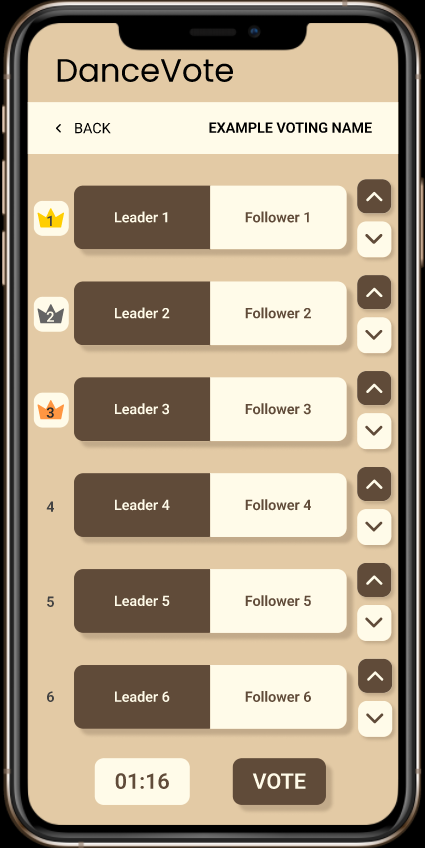 DanceVote
BACK EXAMPLE VOTING NAME
1 Leader 1 Follower 1
2 Leader 2 Follower 2
3 Leader 3 Follower 3
4 Leader 4 Follower 4
5 Leader 5 Follower 5
6 Leader 6 Follower 6
01:16 VOTE